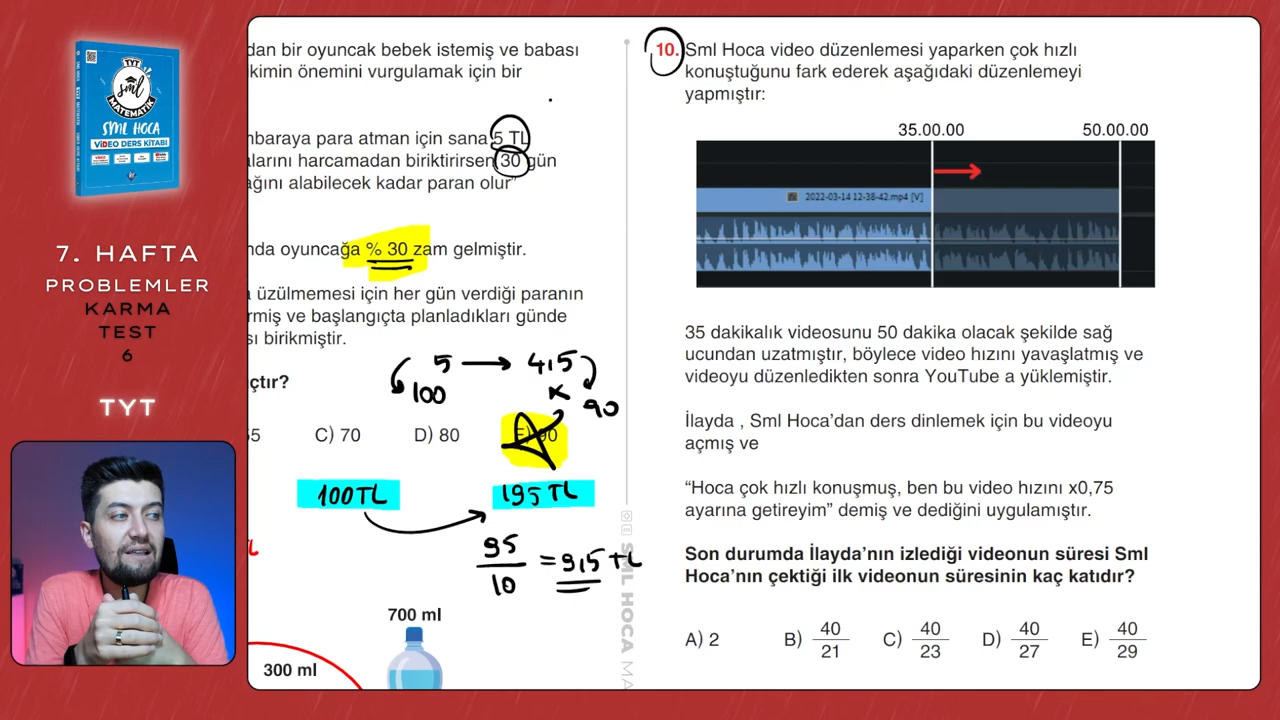 TYT
sml
MATEMATİK
SML HOCA
VİDEO DERS KİTABI
7. HAFTA
PROBLEMLER
KARMA
TEST
6
TYT
dan bir oyuncak bebek istemiş ve babası
kimin önemini vurgulamak için bir
nbaraya para atman için sana 5 TL
alarını harcamadan biriktirirsen 30 gün
ağını alabilecek kadar paran olur"
nda oyuncağa % 30 zam gelmiştir.
a üzülmemesi için her gün verdiği paranın
rmiş ve başlangıçta planladıkları günde
sı birikmiştir.
5 → 4,5
100
x
90
çtır?
55 C) 70 D) 80 E) 90
100TL 195TL
95
10
= 9,5 TL
700 ml
300 ml
SML HOCA MA
10. Sml Hoca video düzenlemesi yaparken çok hızlı
konuştuğunu fark ederek aşağıdaki düzenlemeyi
yapmıştır:
35.00.00 50.00.00
2022-03-14 12-38-42.mp4 [V]
35 dakikalık videosunu 50 dakika olacak şekilde sağ
ucundan uzatmıştır, böylece video hızını yavaşlatmış ve
videoyu düzenledikten sonra YouTube a yüklemiştir.
İlayda , Sml Hoca'dan ders dinlemek için bu videoyu
açmış ve
"Hoca çok hızlı konuşmuş, ben bu video hızını x0,75
ayarına getireyim" demiş ve dediğini uygulamıştır.
Son durumda İlayda'nın izlediği videonun süresi Sml
Hoca'nın çektiği ilk videonun süresinin kaç katıdır?
A) 2 B) 40/21 C) 40/23 D) 40/27 E) 40/29